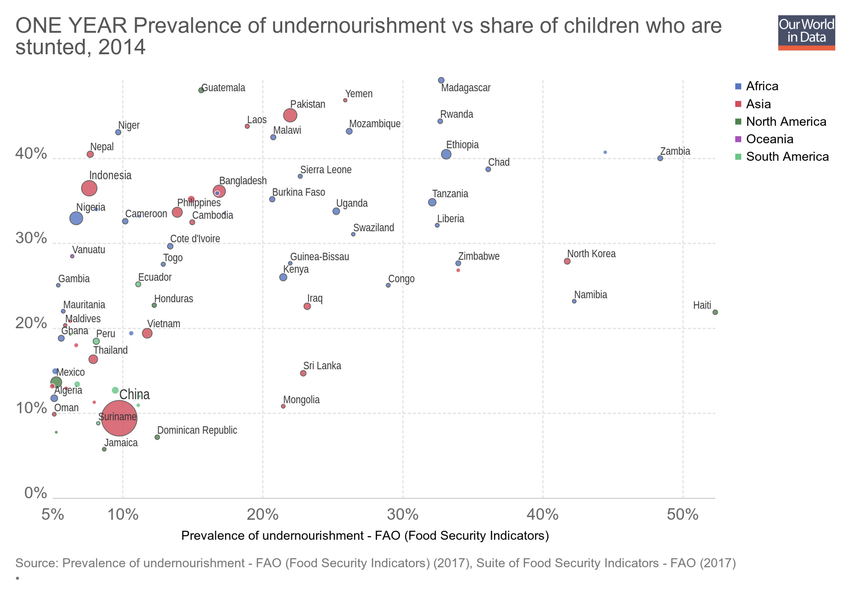 ONE YEAR Prevalence of undernourishment vs share of children who are
stunted, 2014
Our World
in Data
Africa
Asia
North America
Oceania
South America
Guatemala
Madagascar
Yemen
Pakistan
Rwanda
Laos
Mozambique
Niger
Malawi
Ethiopia
Nepal
40%
Zambia
Chad
Indonesia
Sierra Leone
Bangladesh
Burkina Faso
Tanzania
Philippines
Uganda
Nigeria
Cameroon
Cambodia
Liberia
Swaziland
30%
Cote d'Ivoire
Vanuatu
Togo
Guinea-Bissau
Zimbabwe
North Korea
Kenya
Gambia
Ecuador
Congo
Namibia
Mauritania
Honduras
Iraq
Haiti
Maldives
20%
Ghana
Peru
Vietnam
Thailand
Sri Lanka
Mexico
Algeria
China
Oman
10%
Mongolia
Suriname
Dominican Republic
Jamaica
0%
5%
10%
20%
30%
40%
50%
Prevalence of undernourishment - FAO (Food Security Indicators)
Source: Prevalence of undernourishment - FAO (Food Security Indicators) (2017), Suite of Food Security Indicators - FAO (2017)
•